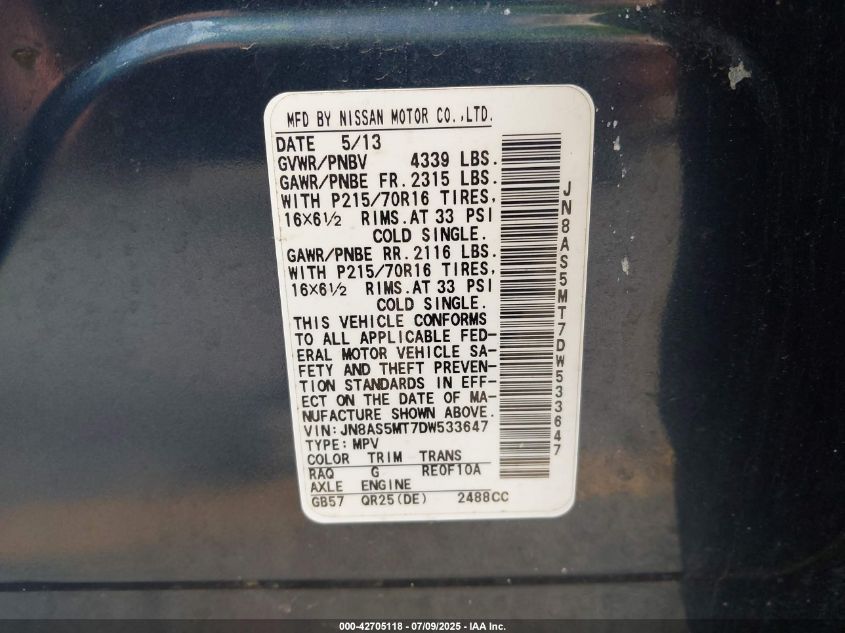 MFD BY NISSAN MOTOR CO.,LTD.
DATE 5/13
GVWR/PNBV 4339 LBS.
GAWR/PNBE FR. 2315 LBS.
WITH P215/70R16 TIRES,
16X6½ RIMS. AT 33 PSI
COLD SINGLE.
GAWR/PNBE RR. 2116 LBS.
WITH P215/70R16 TIRES,
16X6½ RIMS. AT 33 PSI
COLD SINGLE.
THIS VEHICLE CONFORMS
TO ALL APPLICABLE FED-
ERAL MOTOR VEHICLE SA-
FETY AND THEFT PREVEN-
TION STANDARDS IN EFF-
ECT ON THE DATE OF MA-
NUFACTURE SHOWN ABOVE.
VIN: JN8AS5MT7DW533647
TYPE: MPV
COLOR TRIM TRANS
RAQ G RE0F10A
AXLE ENGINE
GB57 QR25(DE) 2488CC
JN8AS5MT7DW533647
000-42705118 - 07/09/2025 - IAA Inc.